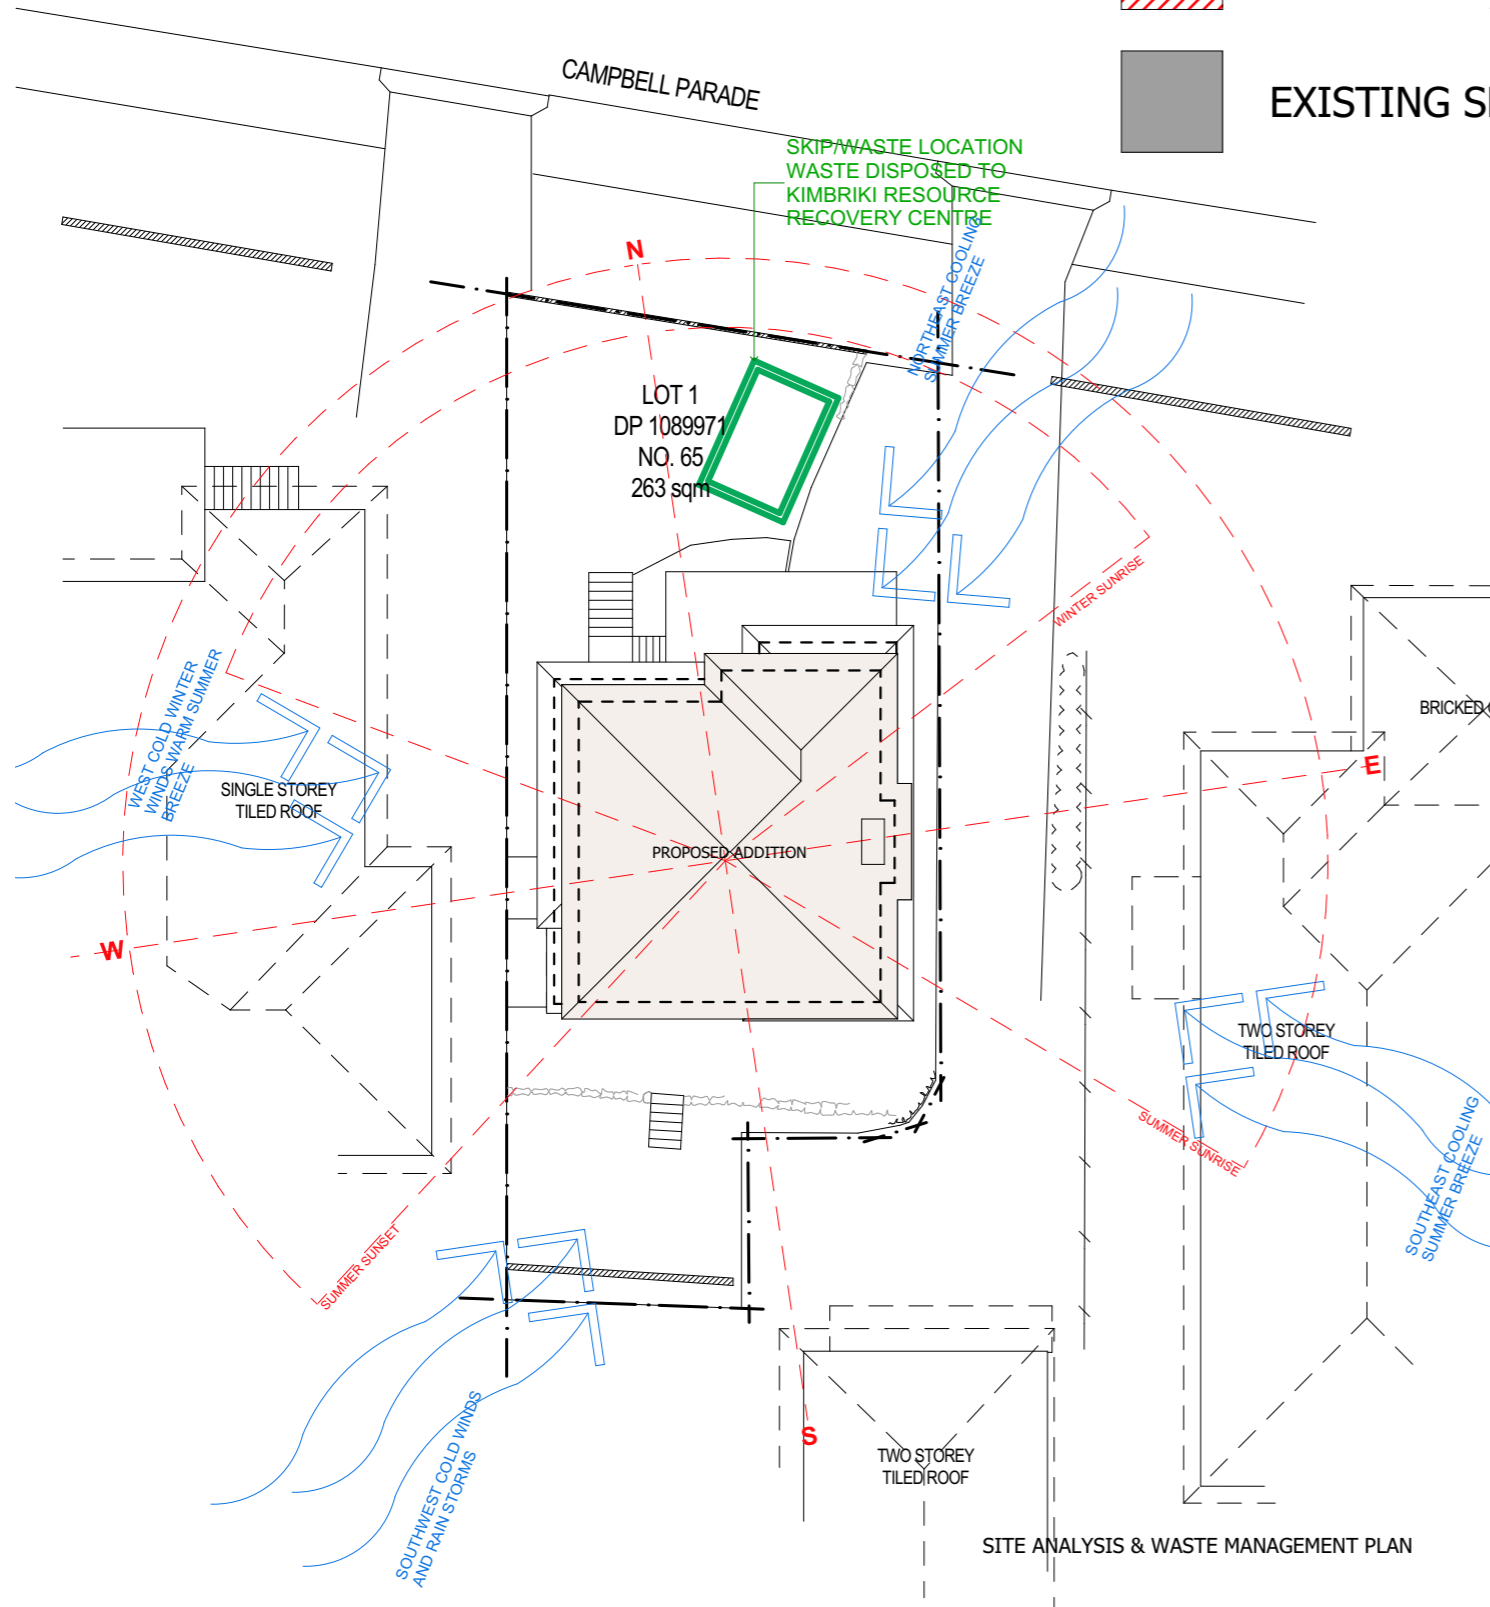 EXISTING
CAMPBELL PARADE
SKIP/WASTE LOCATION
WASTE DISPOSED TO
KIMBRIKI RESOURCE
RECOVERY CENTRE
N
NORTHEAST COOLING
SUMMER BREEZE
LOT 1
DP 1089971
NO. 65
263 sqm
WINTER SUNRISE
WEST COLD WINTER
WINDS WARM SUMMER
BREEZE
SINGLE STOREY
TILED ROOF
BRICKED
E
PROPOSED ADDITION
W
TWO STOREY
TILED ROOF
SUMMER SUNRISE
SOUTHEAST COOLING
SUMMER BREEZE
SUMMER SUNSET
S
SOUTHWEST COLD WINDS
AND RAIN STORMS
TWO STOREY
TILED ROOF
SITE ANALYSIS & WASTE MANAGEMENT PLAN